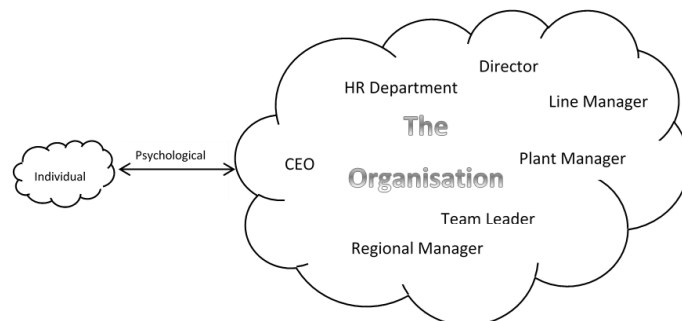 Director
HR Department
Line Manager
The
Psychological
CEO
Plant Manager
Individual
Organisation
Team Leader
Regional Manager